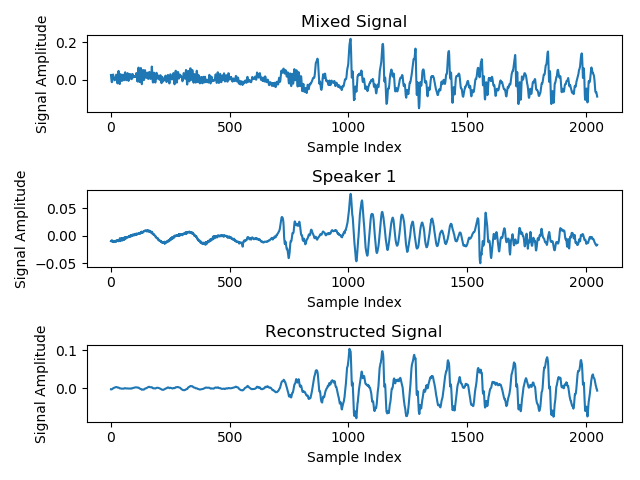 Mixed Signal
Signal Amplitude
0.2
0.0
0 500 1000 1500 2000
Sample Index
Speaker 1
Signal Amplitude
0.05
0.00
−0.05
0 500 1000 1500 2000
Sample Index
Reconstructed Signal
Signal Amplitude
0.1
0.0
0 500 1000 1500 2000
Sample Index